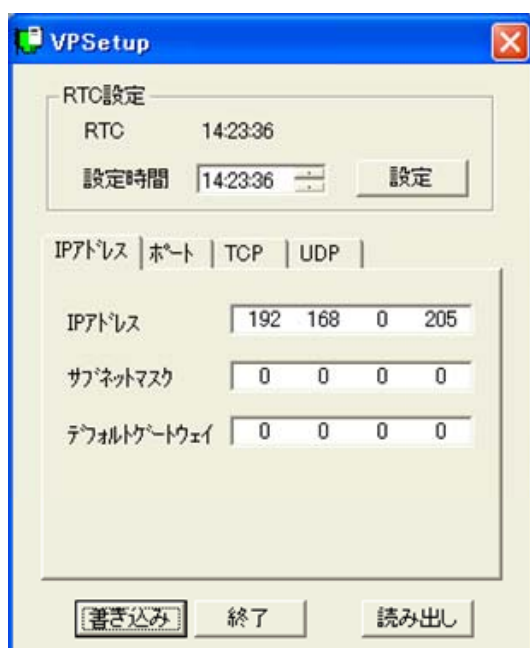 VPSetup
RTC設定
RTC 14:23:36
設定時間 14:23:36 設定
IPｱﾄﾞﾚｽ ﾎﾟｰﾄ TCP UDP
IPｱﾄﾞﾚｽ 192 168 0 205
ｻﾌﾞﾈｯﾄﾏｽｸ 0 0 0 0
ﾃﾞﾌｫﾙﾄｹﾞｰﾄｳｪｲ 0 0 0 0
書き込み 終了 読み出し